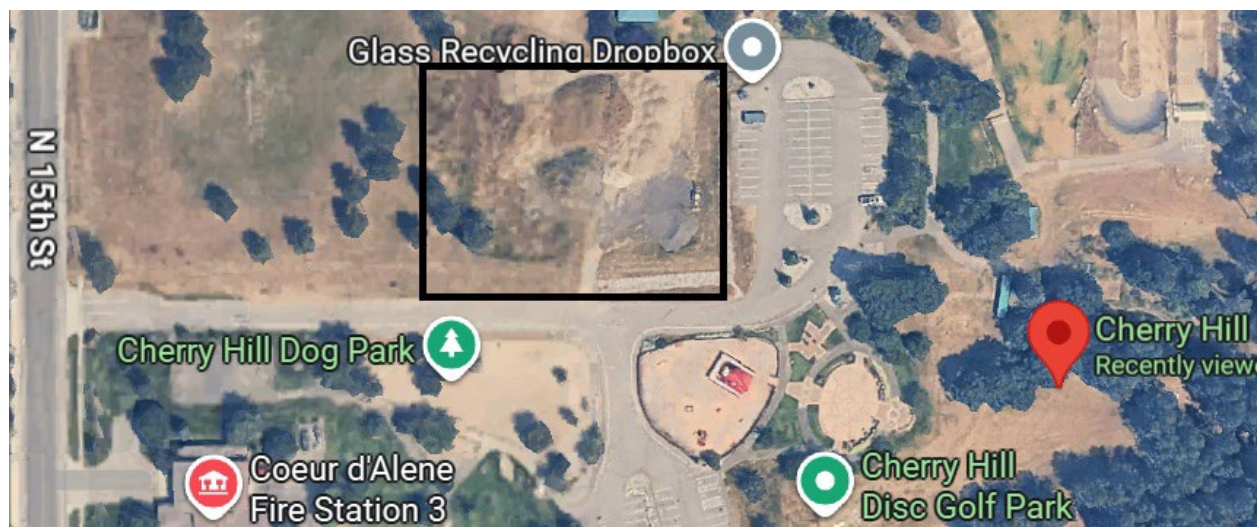 Glass Recycling Dropbox
N 15th St
Cherry Hill Dog Park
Cherry Hill
Recently viewe
Coeur d'Alene
Fire Station 3
Cherry Hill
Disc Golf Park